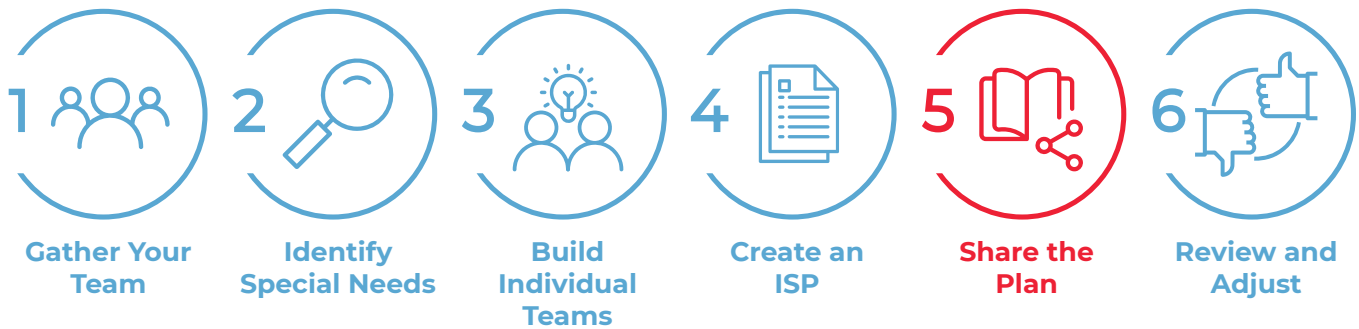 1
Gather Your
Team
2
Identify
Special Needs
3
Build
Individual
Teams
4
Create an
ISP
5
Share the
Plan
6
Review and
Adjust